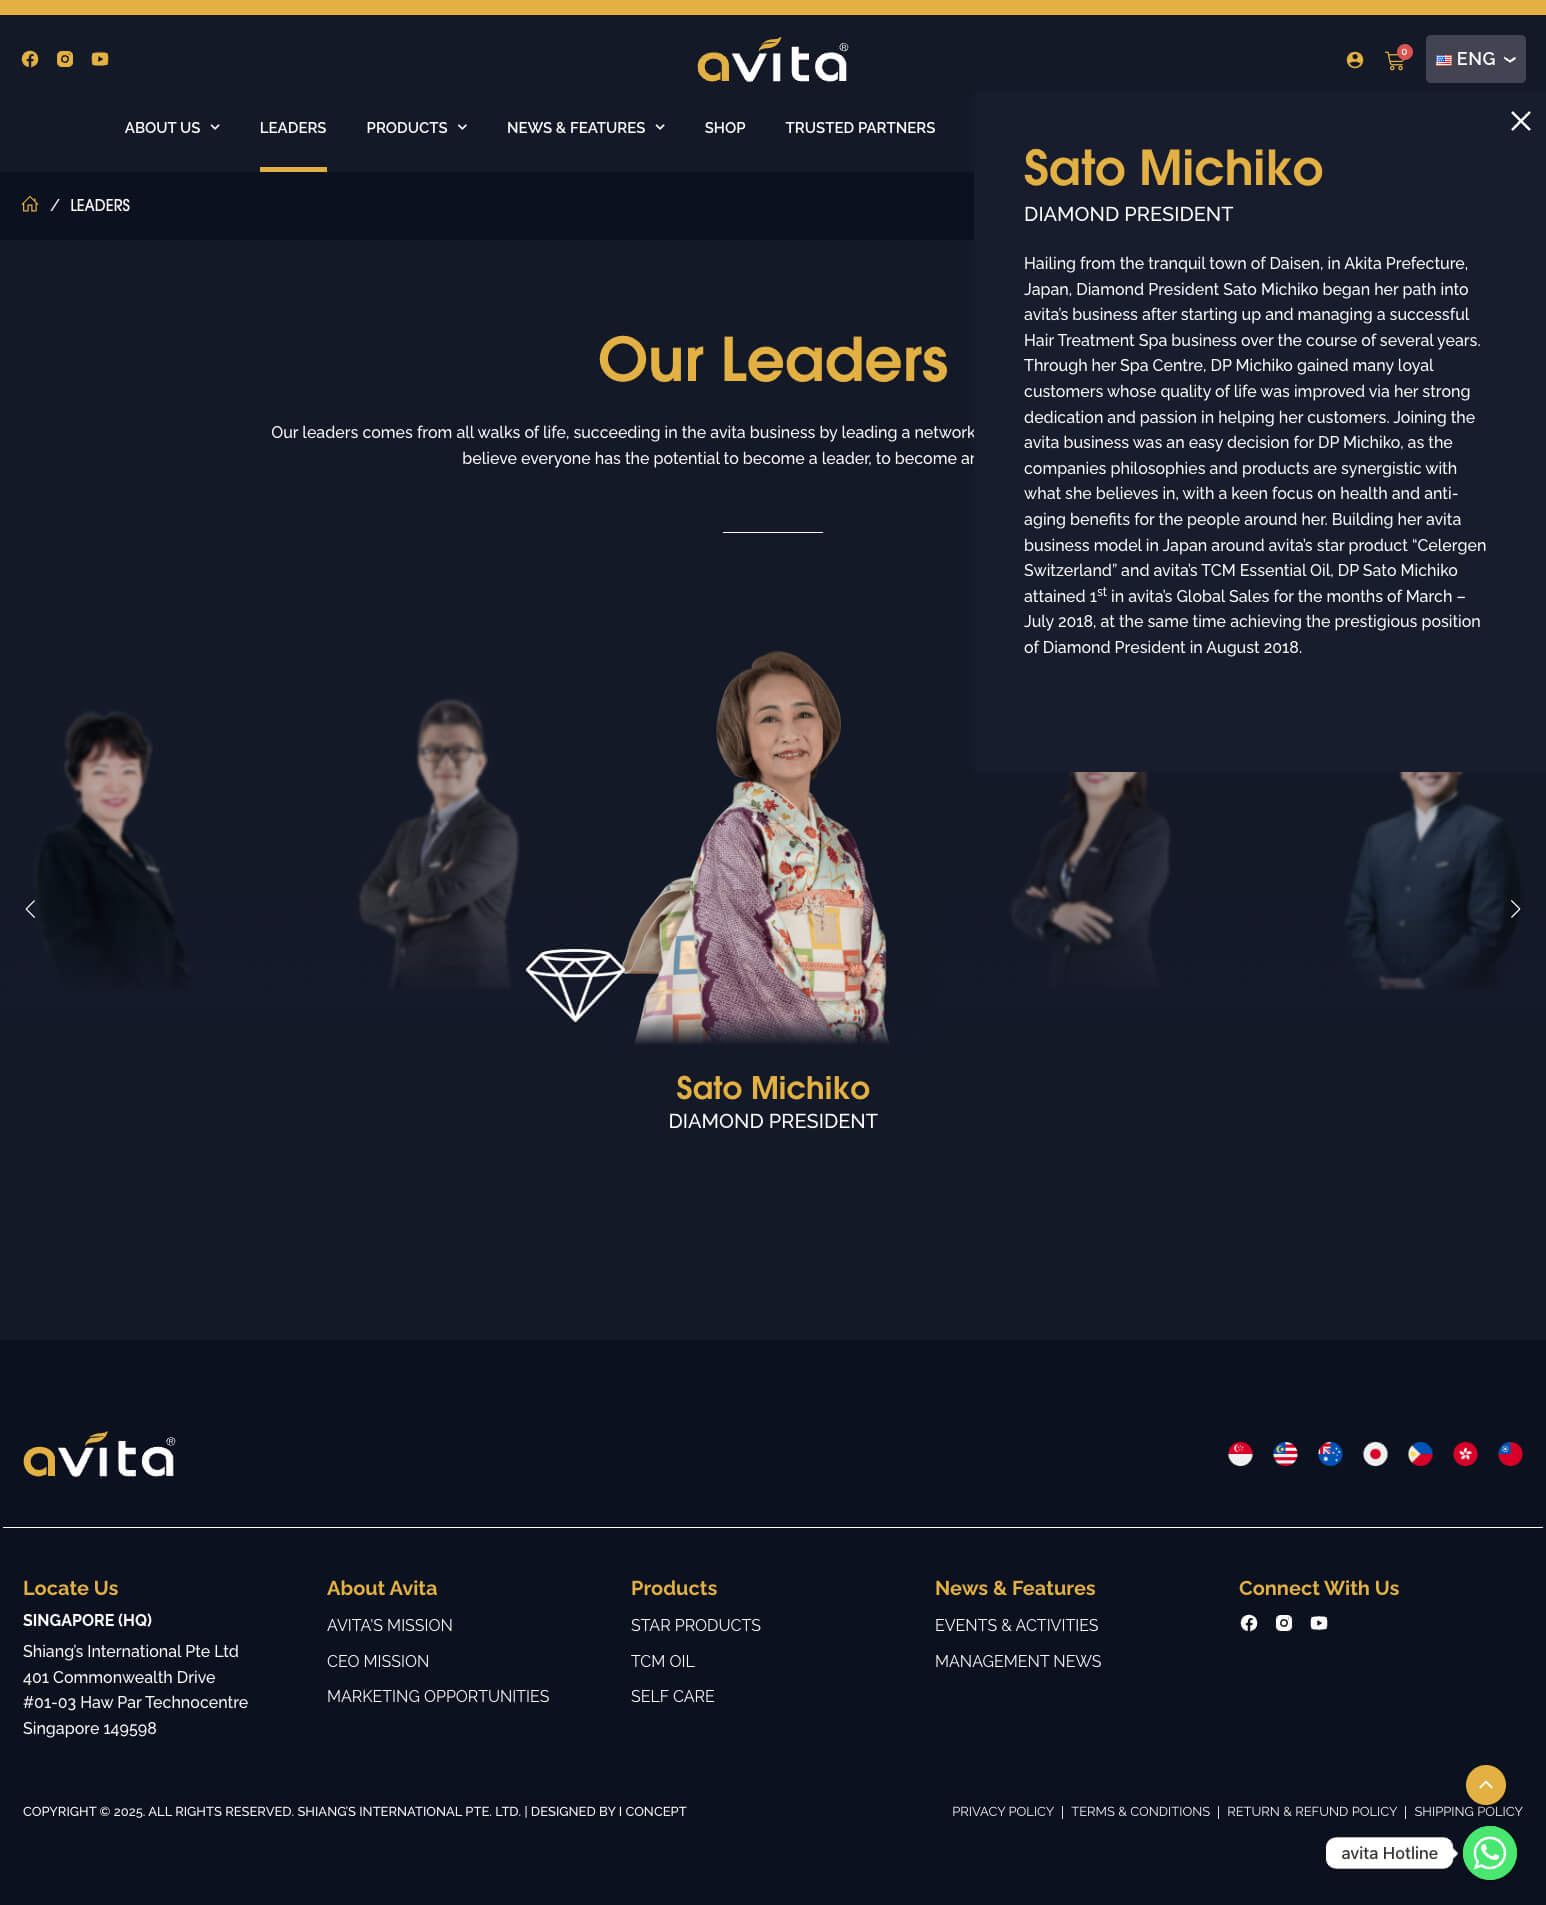 avita®
0
ENG
ABOUT US
LEADERS
PRODUCTS
NEWS & FEATURES
SHOP
TRUSTED PARTNERS
/ LEADERS
Sato Michiko
DIAMOND PRESIDENT
Hailing from the tranquil town of Daisen, in Akita Prefecture,
Japan, Diamond President Sato Michiko began her path into
avita’s business after starting up and managing a successful
Hair Treatment Spa business over the course of several years.
Through her Spa Centre, DP Michiko gained many loyal
customers whose quality of life was improved via her strong
dedication and passion in helping her customers. Joining the
avita business was an easy decision for DP Michiko, as the
companies philosophies and products are synergistic with
what she believes in, with a keen focus on health and anti-
aging benefits for the people around her. Building her avita
business model in Japan around avita’s star product “Celergen
Switzerland” and avita’s TCM Essential Oil, DP Sato Michiko
attained 1st in avita’s Global Sales for the months of March –
July 2018, at the same time achieving the prestigious position
of Diamond President in August 2018.
Our Leaders
Our leaders comes from all walks of life, succeeding in the avita business by leading a network
believe everyone has the potential to become a leader, to become
Sato Michiko
DIAMOND PRESIDENT
avita®
Locate Us
SINGAPORE (HQ)
Shiang’s International Pte Ltd
401 Commonwealth Drive
#01-03 Haw Par Technocentre
Singapore 149598
About Avita
AVITA’S MISSION
CEO MISSION
MARKETING OPPORTUNITIES
Products
STAR PRODUCTS
TCM OIL
SELF CARE
News & Features
EVENTS & ACTIVITIES
MANAGEMENT NEWS
Connect With Us
COPYRIGHT © 2025. ALL RIGHTS RESERVED. SHIANG’S INTERNATIONAL PTE. LTD. | DESIGNED BY I CONCEPT
PRIVACY POLICY | TERMS & CONDITIONS | RETURN & REFUND POLICY | SHIPPING POLICY
avita Hotline